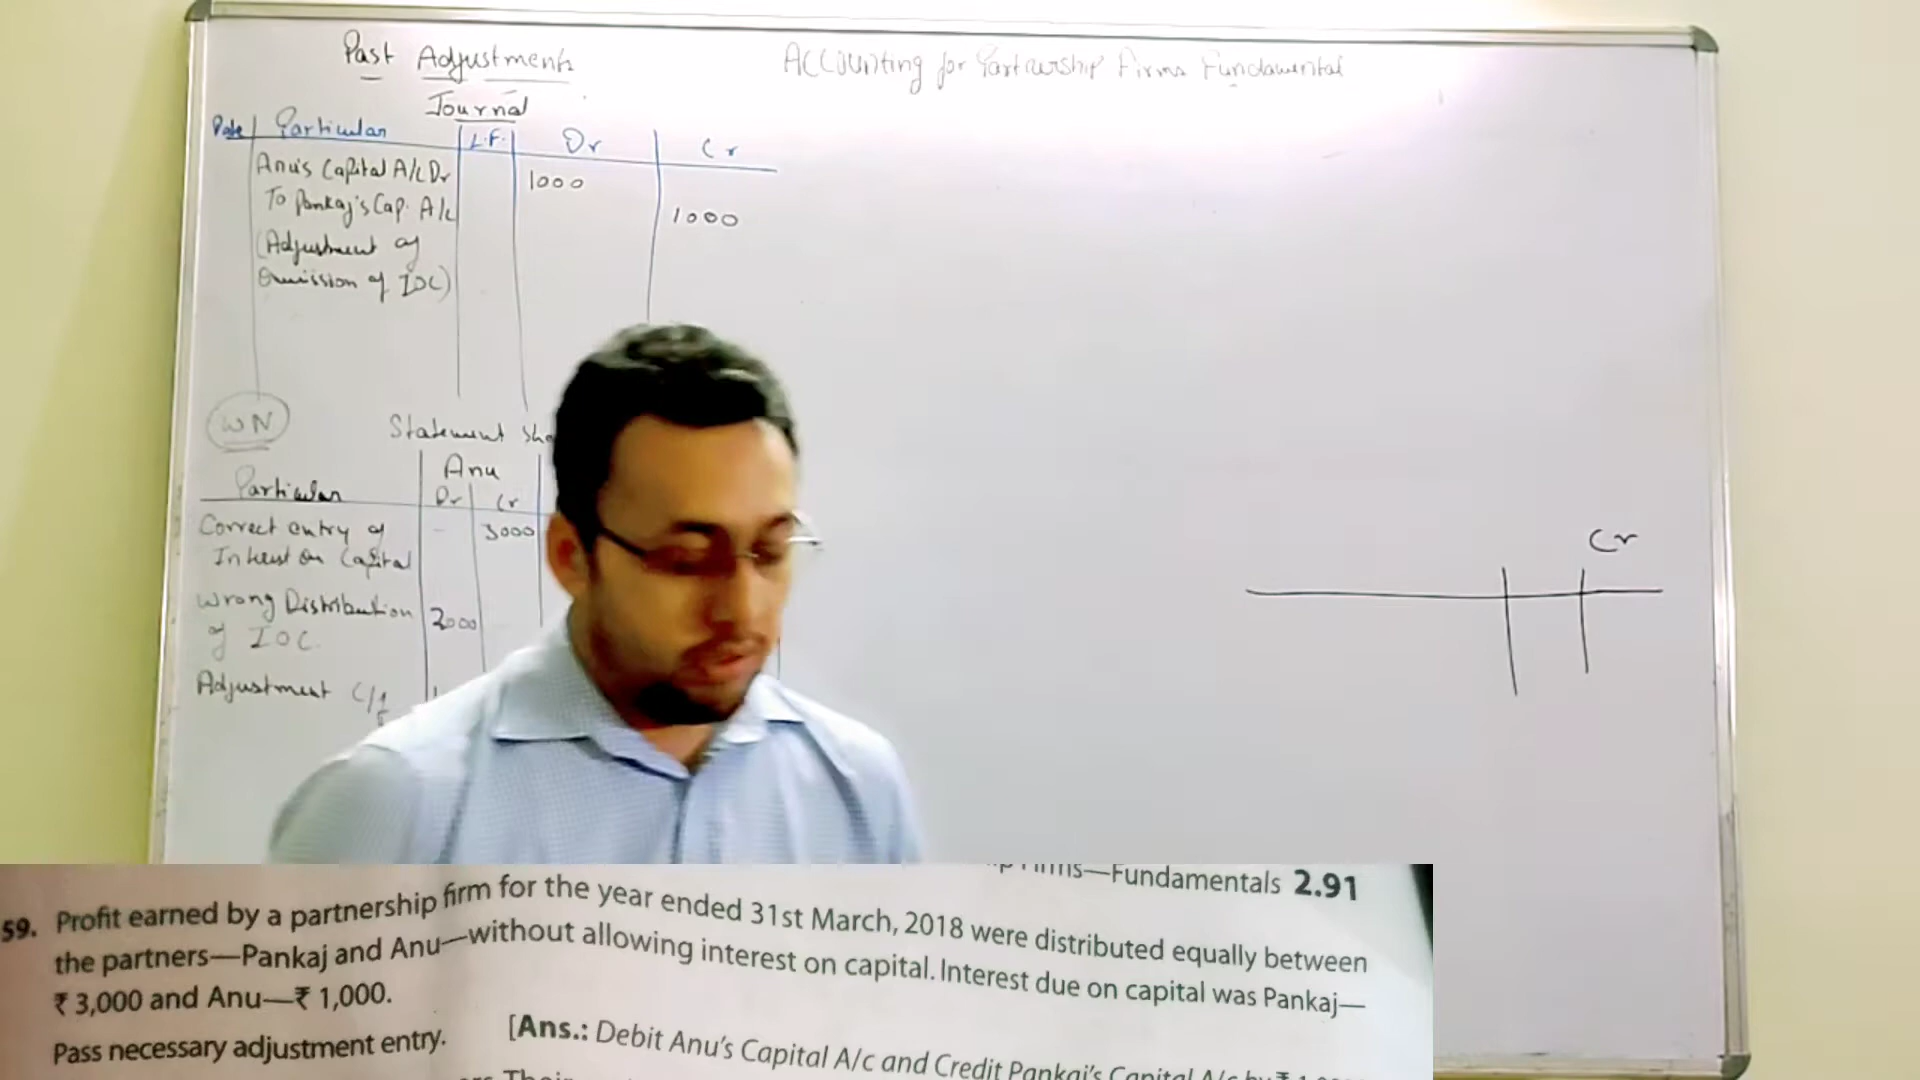 Past Adjustments
Accounting for Partnership Firms Fundamental
Journal
Date Particular L.F. Dr Cr
Anu's Capital A/c Dr 1000
To Pankaj's Cap. A/c 1000
(Adjustment of
Omission of IOC)
WN
Statement Sho
Anu
Particular Dr Cr
Correct entry of - 3000
Interest on Capital
Wrong Distribution 2000
of IOC.
Adjustment
Cr
Firms—Fundamentals 2.91
59. Profit earned by a partnership firm for the year ended 31st March, 2018 were distributed equally between
the partners—Pankaj and Anu—without allowing interest on capital. Interest due on capital was Pankaj—
₹ 3,000 and Anu—₹ 1,000.
Pass necessary adjustment entry.
[Ans.: Debit Anu's Capital A/c and Credit Pankaj's Capital A/c by ₹